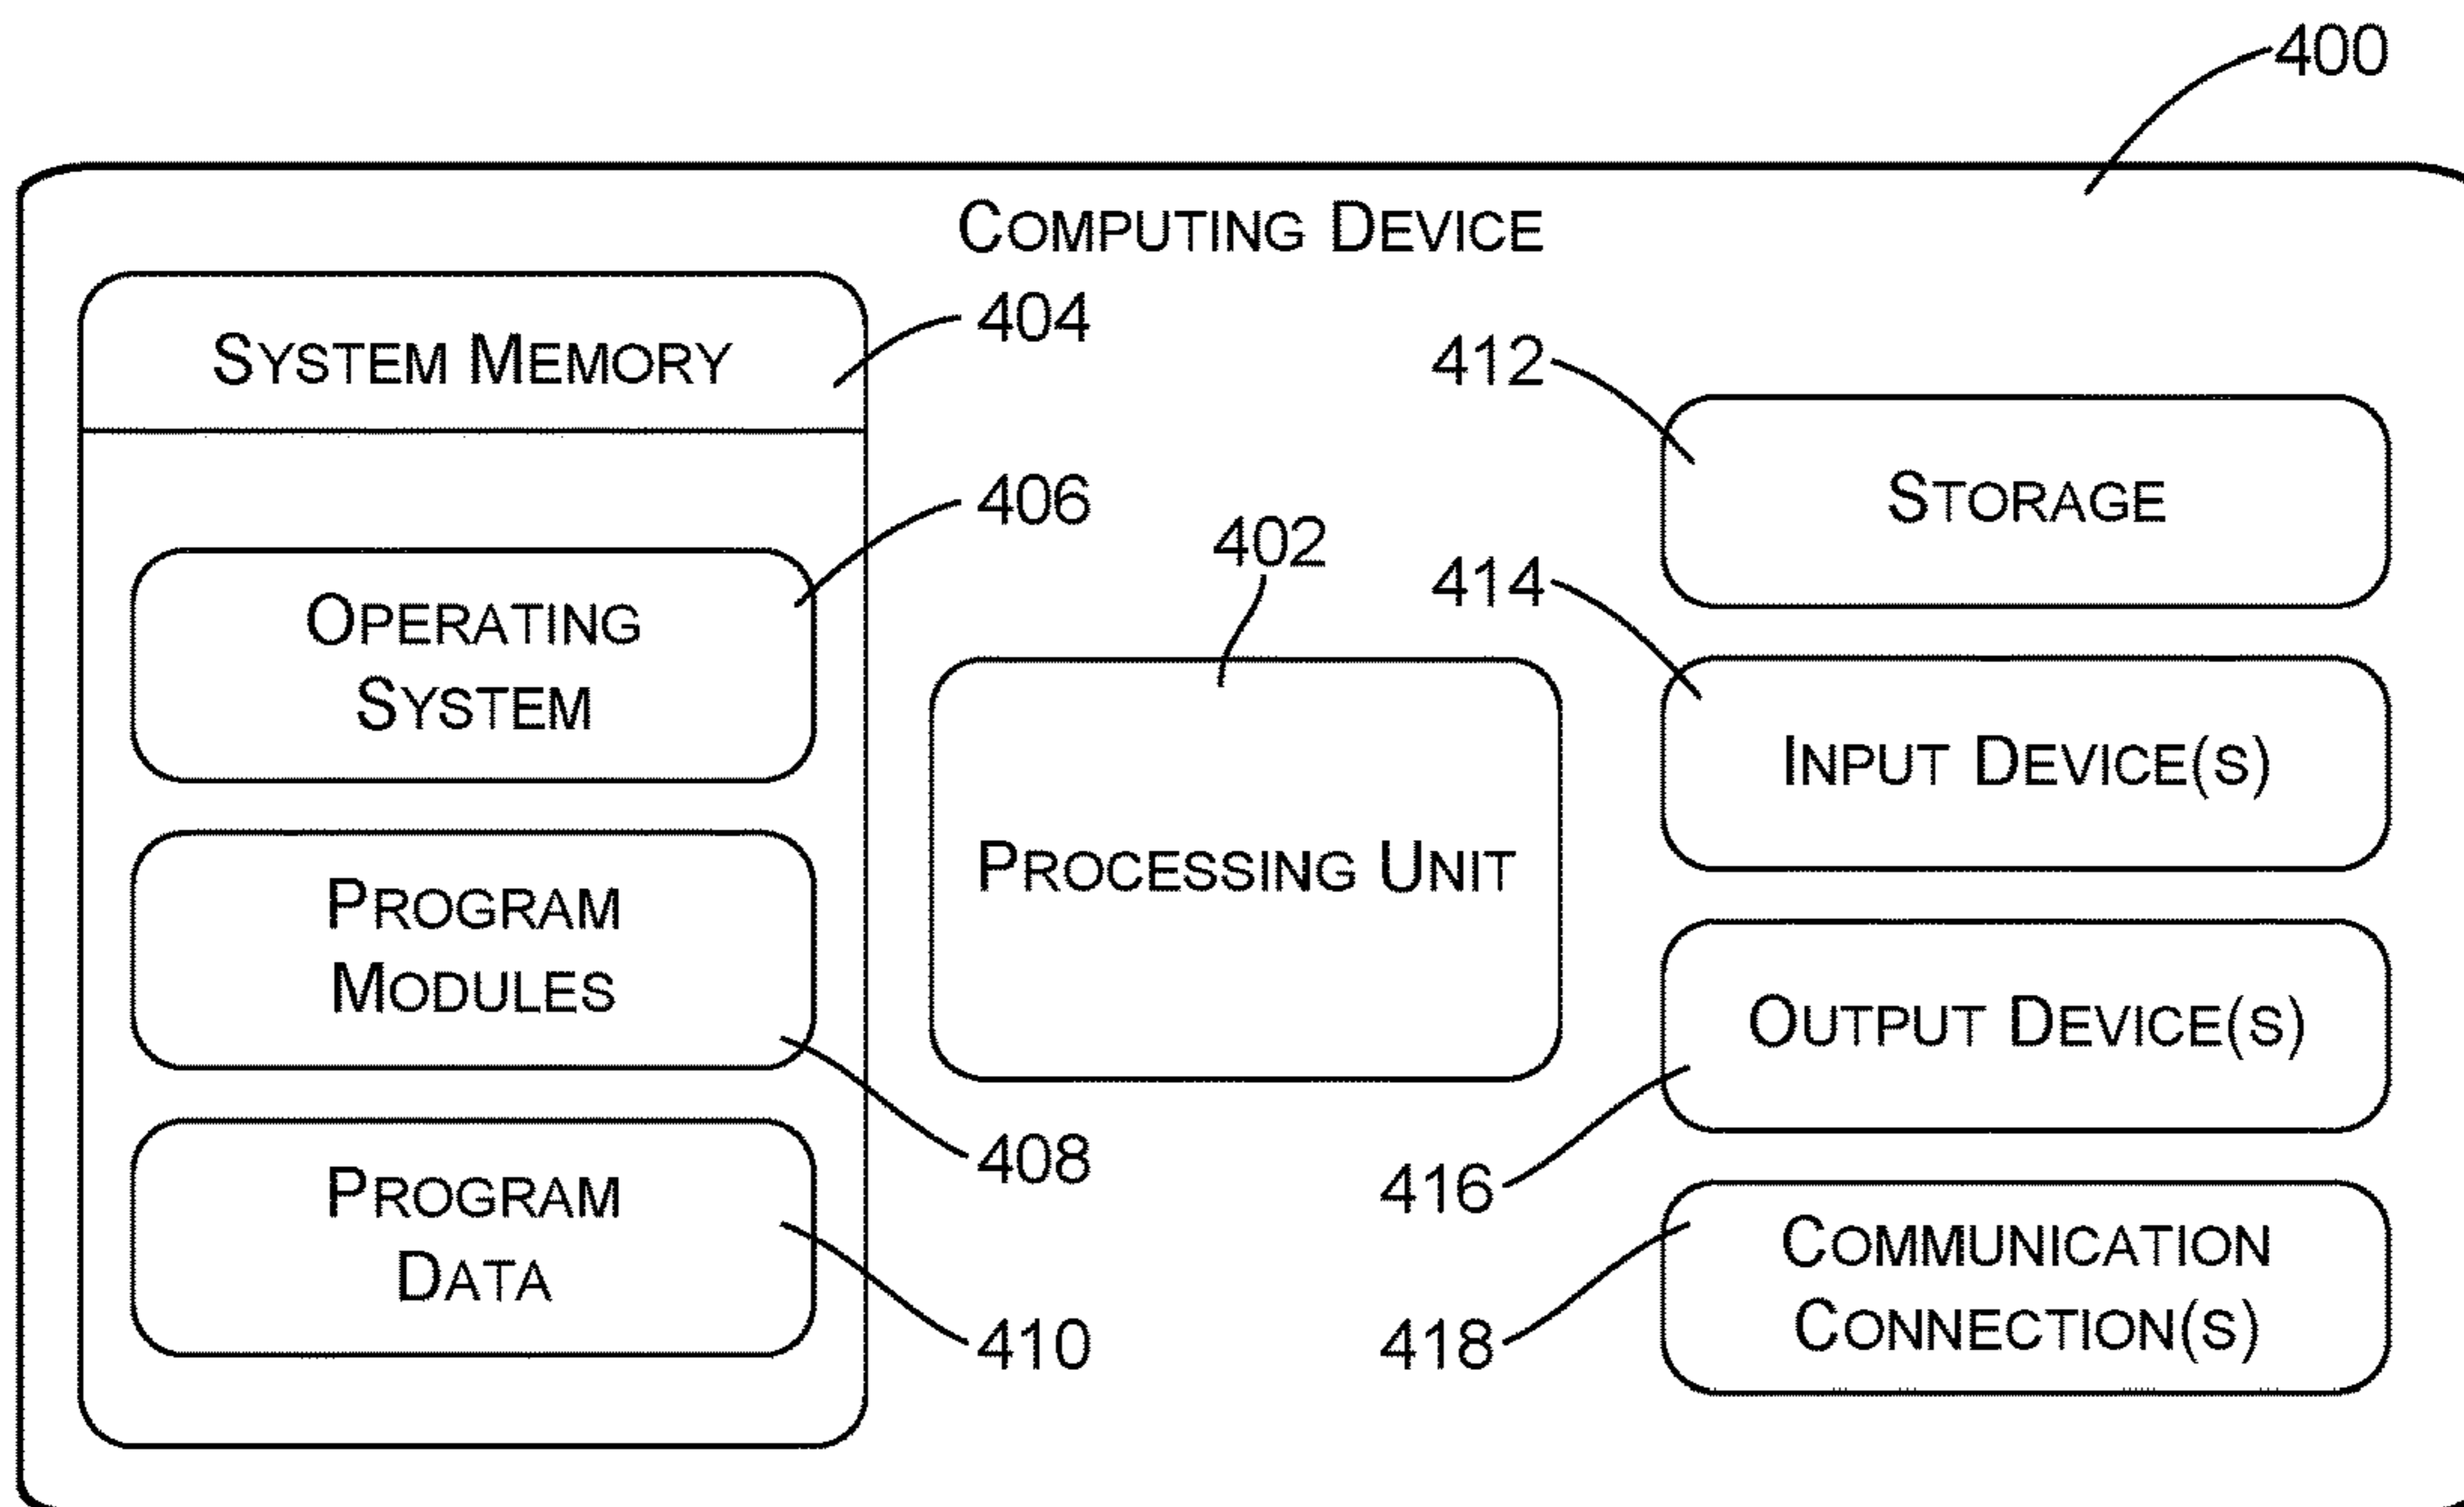 400
COMPUTING DEVICE
SYSTEM MEMORY
404
OPERATING
SYSTEM
406
PROGRAM
MODULES
408
PROGRAM
DATA
410
402
PROCESSING UNIT
412
STORAGE
414
INPUT DEVICE(S)
OUTPUT DEVICE(S)
416
COMMUNICATION
CONNECTION(S)
418